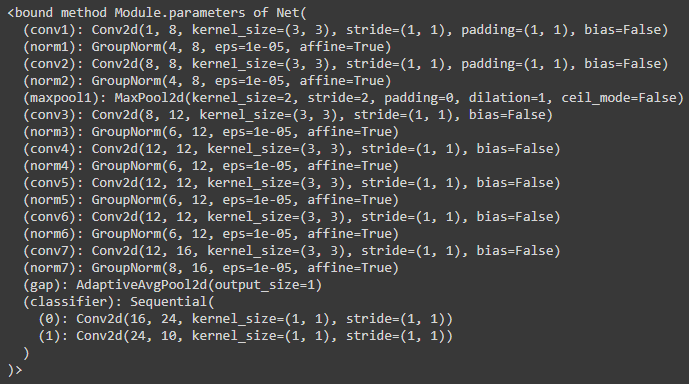 <bound method Module.parameters of Net(
  (conv1): Conv2d(1, 8, kernel_size=(3, 3), stride=(1, 1), padding=(1, 1), bias=False)
  (norm1): GroupNorm(4, 8, eps=1e-05, affine=True)
  (conv2): Conv2d(8, 8, kernel_size=(3, 3), stride=(1, 1), padding=(1, 1), bias=False)
  (norm2): GroupNorm(4, 8, eps=1e-05, affine=True)
  (maxpool1): MaxPool2d(kernel_size=2, stride=2, padding=0, dilation=1, ceil_mode=False)
  (conv3): Conv2d(8, 12, kernel_size=(3, 3), stride=(1, 1), bias=False)
  (norm3): GroupNorm(6, 12, eps=1e-05, affine=True)
  (conv4): Conv2d(12, 12, kernel_size=(3, 3), stride=(1, 1), bias=False)
  (norm4): GroupNorm(6, 12, eps=1e-05, affine=True)
  (conv5): Conv2d(12, 12, kernel_size=(3, 3), stride=(1, 1), bias=False)
  (norm5): GroupNorm(6, 12, eps=1e-05, affine=True)
  (conv6): Conv2d(12, 12, kernel_size=(3, 3), stride=(1, 1), bias=False)
  (norm6): GroupNorm(6, 12, eps=1e-05, affine=True)
  (conv7): Conv2d(12, 16, kernel_size=(3, 3), stride=(1, 1), bias=False)
  (norm7): GroupNorm(8, 16, eps=1e-05, affine=True)
  (gap): AdaptiveAvgPool2d(output_size=1)
  (classifier): Sequential(
    (0): Conv2d(16, 24, kernel_size=(1, 1), stride=(1, 1))
    (1): Conv2d(24, 10, kernel_size=(1, 1), stride=(1, 1))
  )
)>